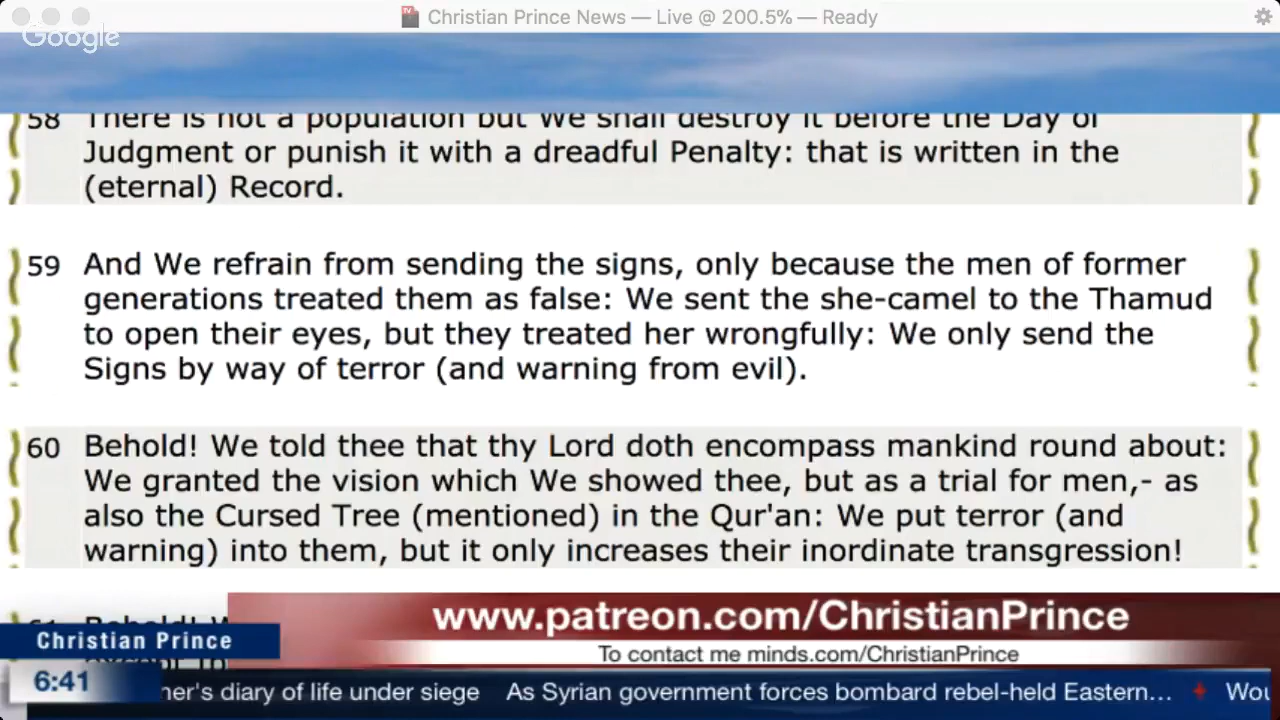 Christian Prince News — Live @ 200.5% — Ready
Google
58 There is not a population but We shall destroy it before the Day of
Judgment or punish it with a dreadful Penalty: that is written in the
(eternal) Record.
59 And We refrain from sending the signs, only because the men of former
generations treated them as false: We sent the she-camel to the Thamud
to open their eyes, but they treated her wrongfully: We only send the
Signs by way of terror (and warning from evil).
60 Behold! We told thee that thy Lord doth encompass mankind round about:
We granted the vision which We showed thee, but as a trial for men,- as
also the Cursed Tree (mentioned) in the Qur'an: We put terror (and
warning) into them, but it only increases their inordinate transgression!
www.patreon.com/ChristianPrince
Christian Prince
To contact me minds.com/ChristianPrince
6:41
ner's diary of life under siege As Syrian government forces bombard rebel-held Eastern... Wou